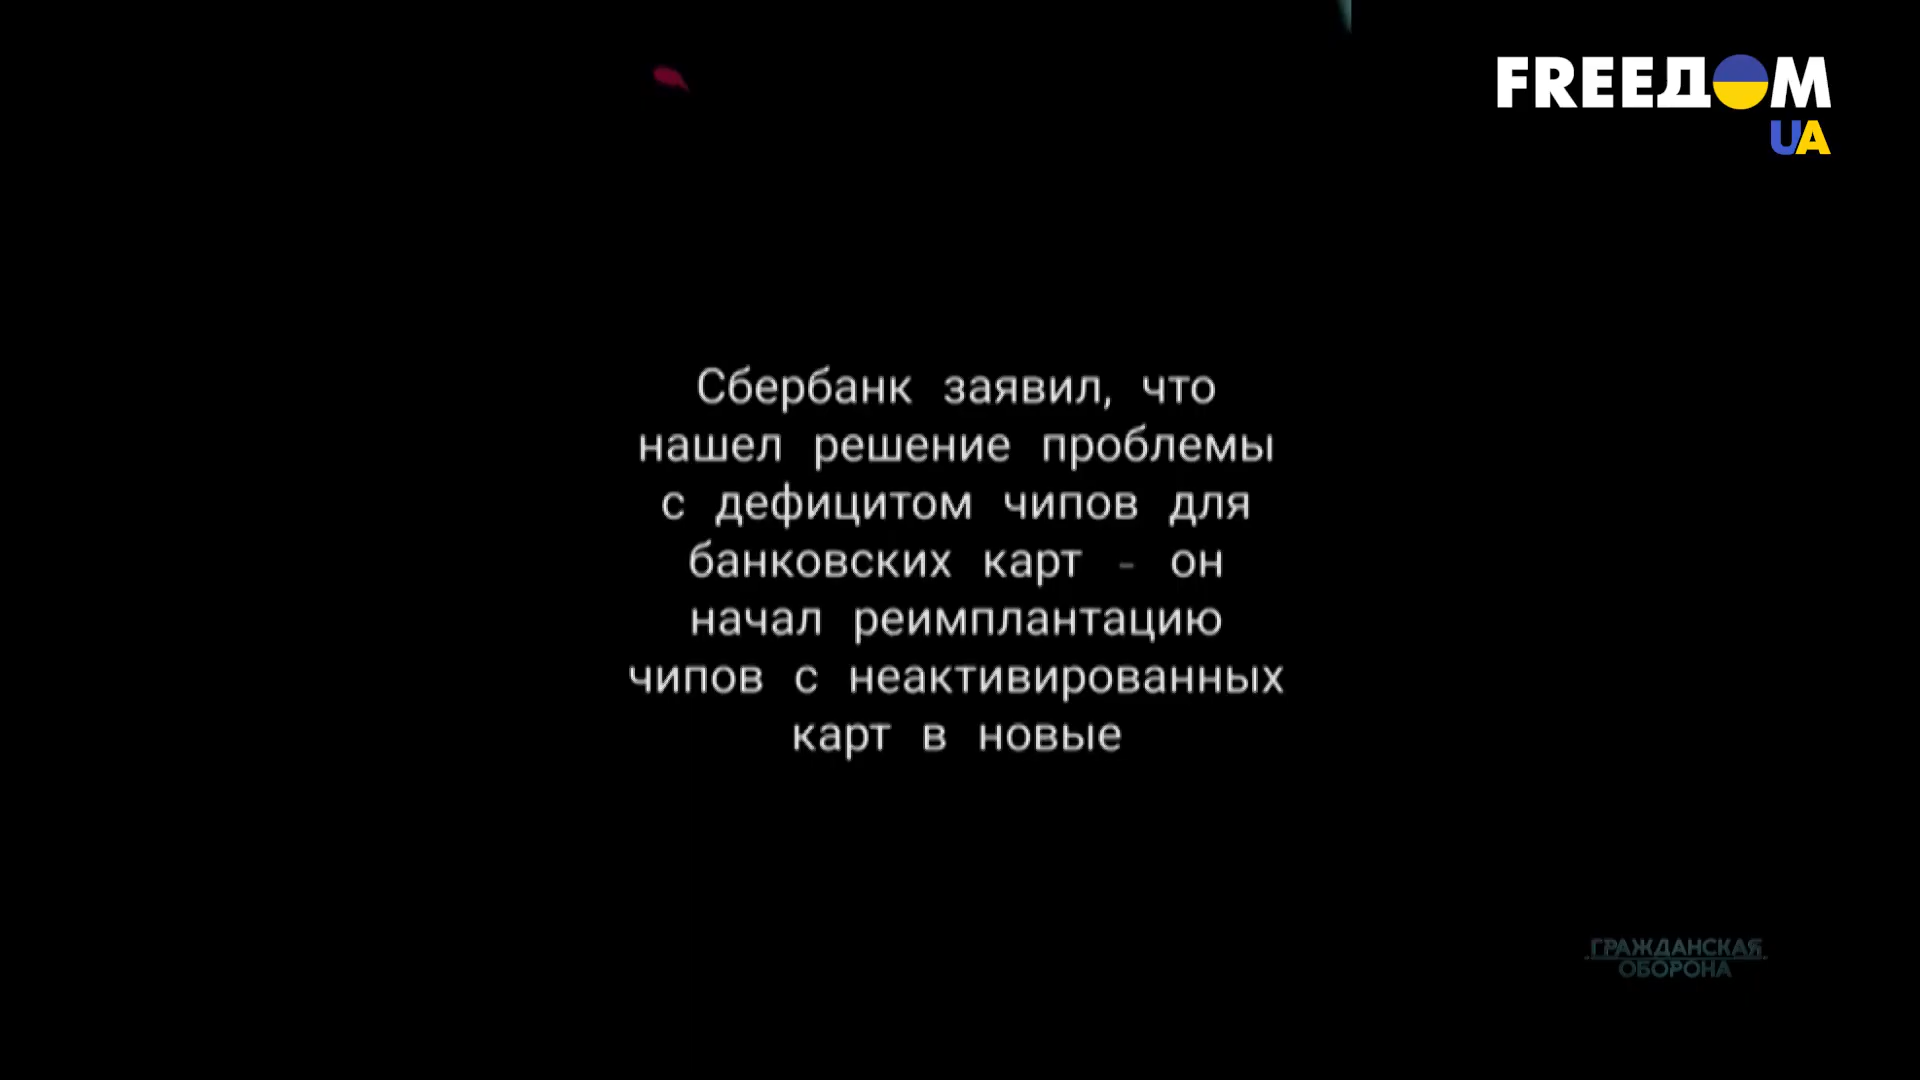 FREEДOM
UA
Сбербанк заявил, что
нашел решение проблемы
с дефицитом чипов для
банковских карт - он
начал реимплантацию
чипов с неактивированных
карт в новые
ГРАЖДАНСКАЯ
ОБОРОНА